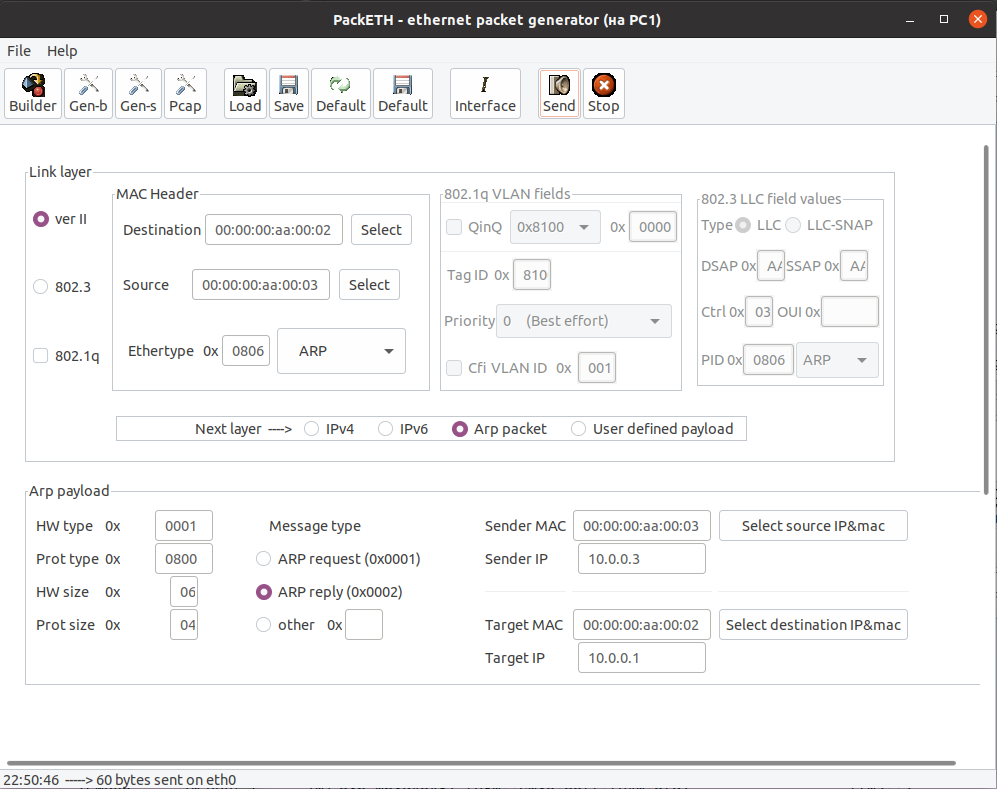 PackETH - ethernet packet generator (на PC1)
File Help
Builder Gen-b Gen-s Pcap Load Save Default Default Interface Send Stop
Link layer
MAC Header
802.1q VLAN fields
802.3 LLC field values
ver II
Destination 00:00:00:aa:00:02 Select
QinQ 0x8100 0x 0000
Type LLC LLC-SNAP
802.3
Source 00:00:00:aa:00:03 Select
Tag ID 0x 810
DSAP 0x AA SSAP 0x AA
Priority 0 (Best effort)
Ctrl 0x 03 OUI 0x
802.1q
Ethertype 0x 0806 ARP
Cfi VLAN ID 0x 001
PID 0x 0806 ARP
Next layer ----> IPv4 IPv6 Arp packet User defined payload
Arp payload
HW type 0x 0001 Message type Sender MAC 00:00:00:aa:00:03 Select source IP&mac
Prot type 0x 0800 ARP request (0x0001) Sender IP 10.0.0.3
HW size 0x 06 ARP reply (0x0002)
Prot size 0x 04 other 0x Target MAC 00:00:00:aa:00:02 Select destination IP&mac
Target IP 10.0.0.1
22:50:46 -----> 60 bytes sent on eth0